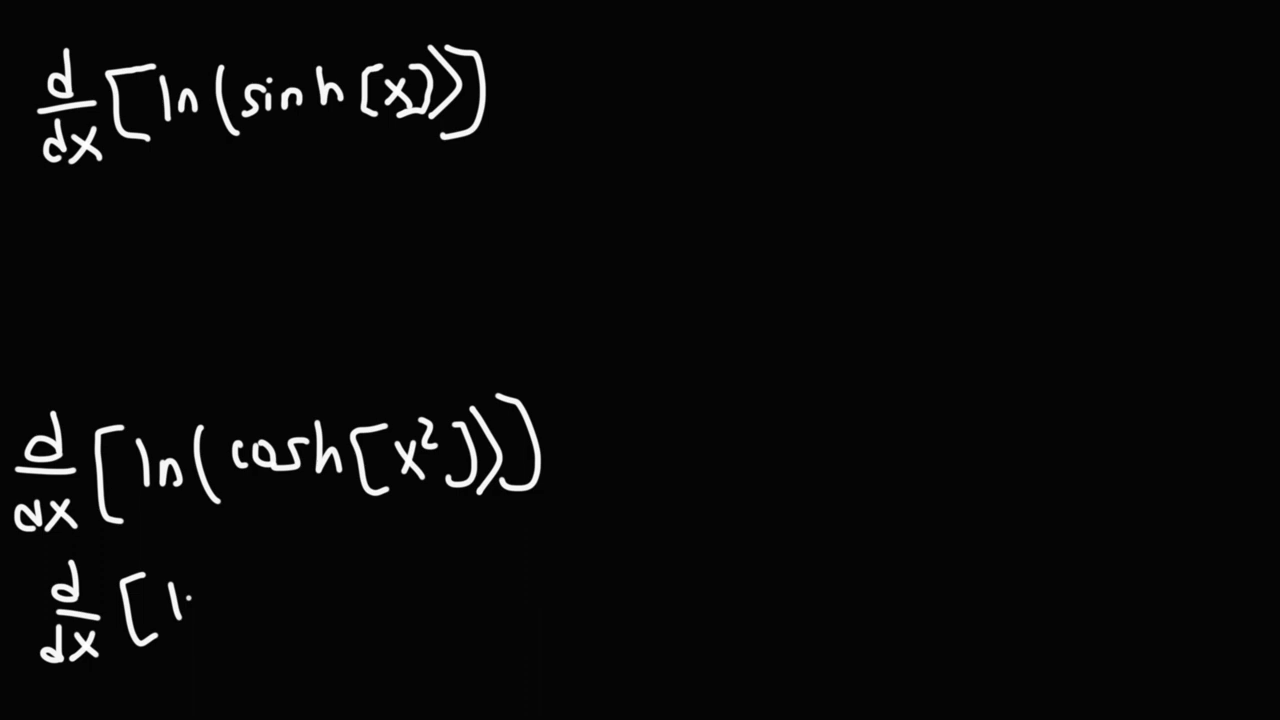 d/dx [ln(sinh[x])]
d/dx [ln(cosh[x²])]
d/dx [l